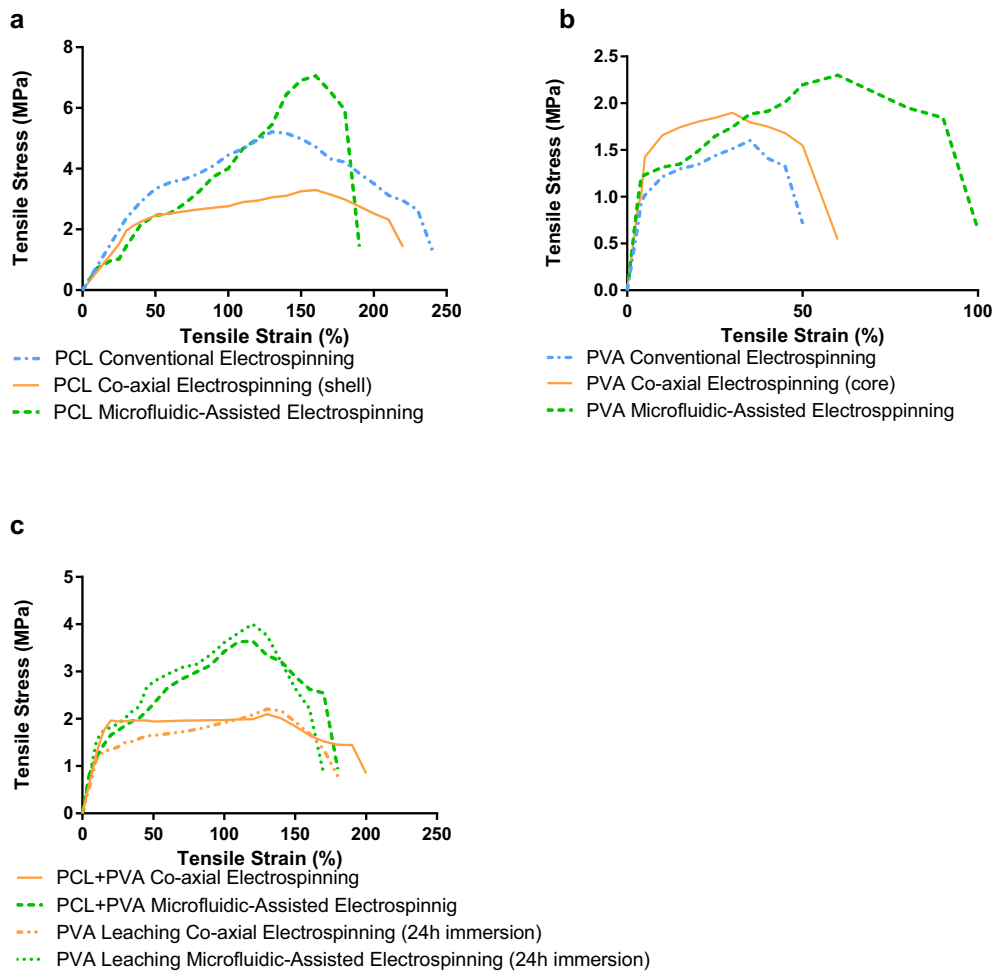 a
Tensile Stress (MPa)
8
6
4
2
0
0 50 100 150 200 250
Tensile Strain (%)
PCL Conventional Electrospinning
PCL Co-axial Electrospinning (shell)
PCL Microfluidic-Assisted Electrospinning
b
Tensile Stress (MPa)
2.5
2.0
1.5
1.0
0.5
0.0
0 50 100
Tensile Strain (%)
PVA Conventional Electrospinning
PVA Co-axial Electrospinning (core)
PVA Microfluidic-Assisted Electrosppinning
c
Tensile Stress (MPa)
5
4
3
2
1
0
0 50 100 150 200 250
Tensile Strain (%)
PCL+PVA Co-axial Electrospinning
PCL+PVA Microfluidic-Assisted Electrospinnig
PVA Leaching Co-axial Electrospinning (24h immersion)
PVA Leaching Microfluidic-Assisted Electrospinning (24h immersion)